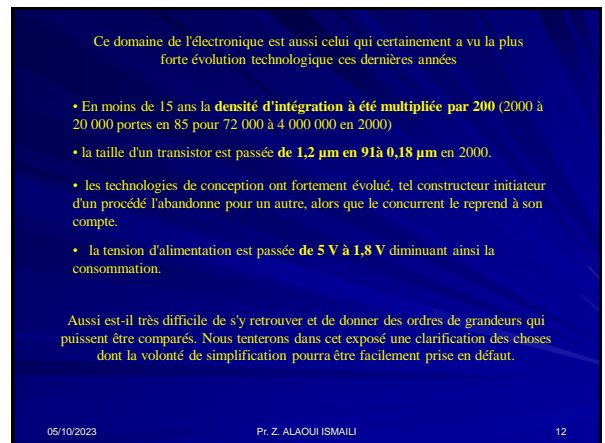 Ce domaine de l'électronique est aussi celui qui certainement a vu la plus
forte évolution technologique ces dernières années
• En moins de 15 ans la densité d'intégration à été multipliée par 200 (2000 à
20 000 portes en 85 pour 72 000 à 4 000 000 en 2000)
• la taille d'un transistor est passée de 1,2 µm en 91à 0,18 µm en 2000.
• les technologies de conception ont fortement évolué, tel constructeur initiateur
d'un procédé l'abandonne pour un autre, alors que le concurrent le reprend à son
compte.
• la tension d'alimentation est passée de 5 V à 1,8 V diminuant ainsi la
consommation.
Aussi est-il très difficile de s'y retrouver et de donner des ordres de grandeurs qui
puissent être comparés. Nous tenterons dans cet exposé une clarification des choses
dont la volonté de simplification pourra être facilement prise en défaut.
05/10/2023 Pr. Z. ALAOUI ISMAILI 12